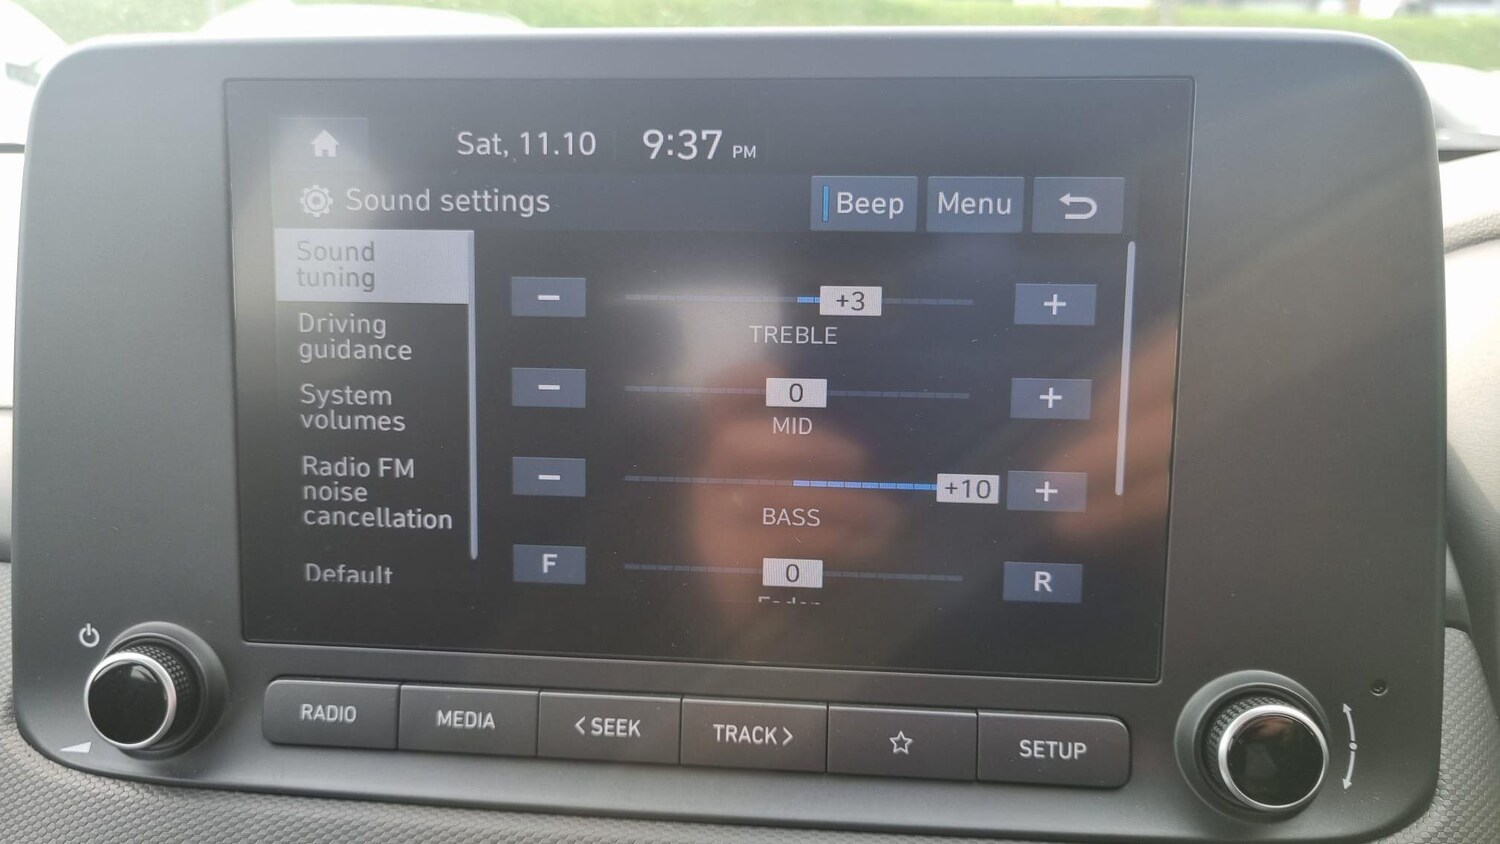 Sat, 11.10 9:37 PM
Sound settings Beep Menu
Sound
tuning
Driving
guidance
System
volumes
Radio FM
noise
cancellation
Default
− +3 +
TREBLE
− 0 +
MID
− +10 +
BASS
F 0 R
RADIO MEDIA < SEEK TRACK > SETUP